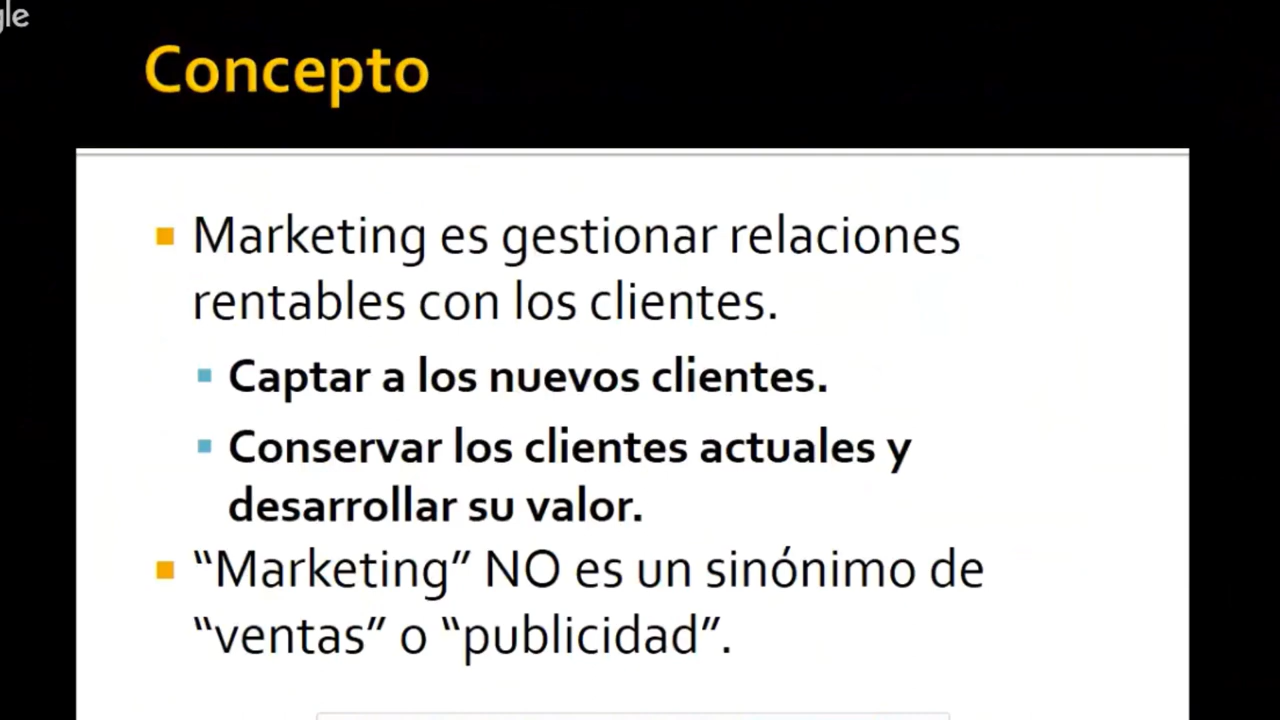 Concepto
Marketing es gestionar relaciones
rentables con los clientes.
Captar a los nuevos clientes.
Conservar los clientes actuales y
desarrollar su valor.
“Marketing” NO es un sinónimo de
“ventas” o “publicidad”.